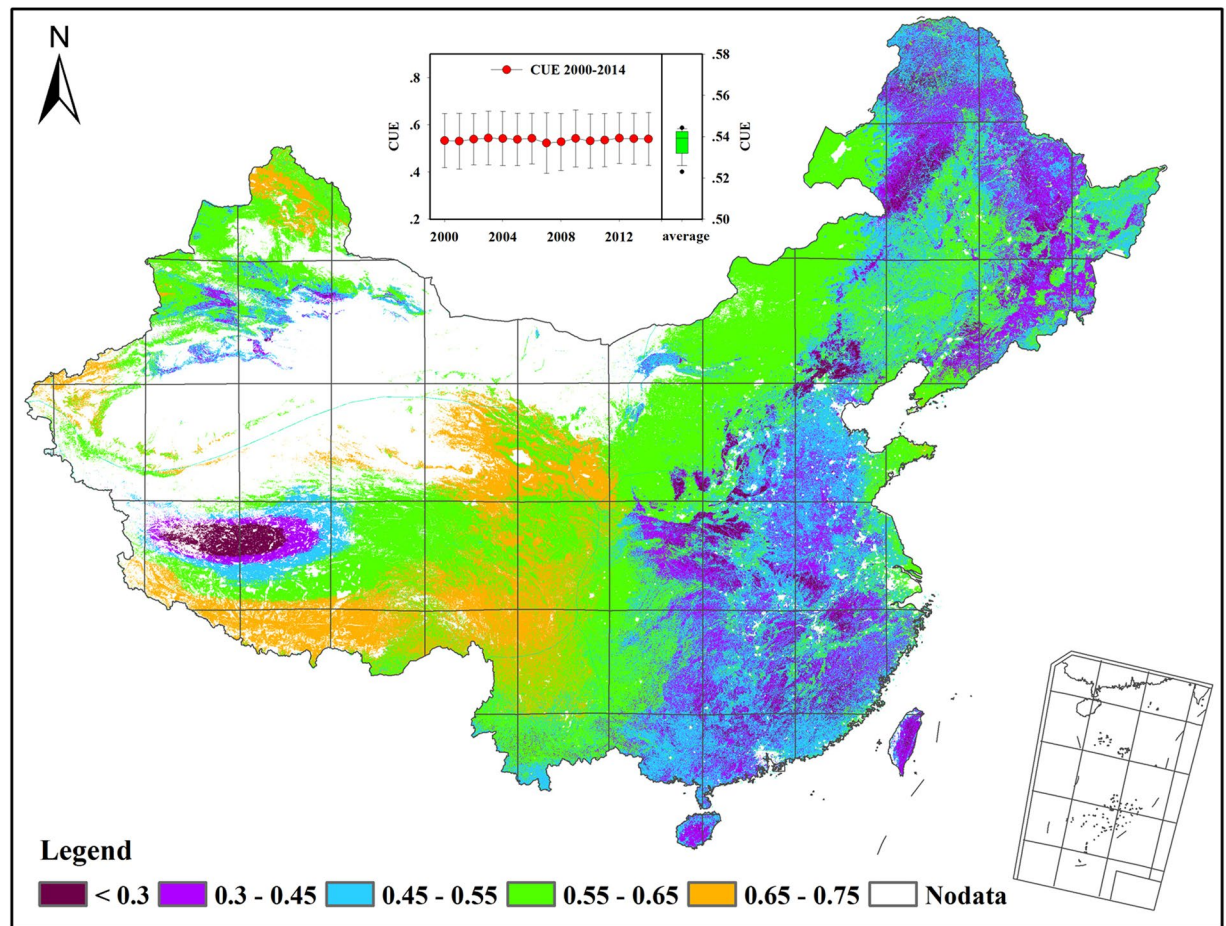 N
CUE 2000-2014
.8
.6
.4
.2
CUE
.58
.56
.54
.52
.50
CUE
2000 2004 2008 2012 average
Legend
< 0.3 0.3 - 0.45 0.45 - 0.55 0.55 - 0.65 0.65 - 0.75 Nodata